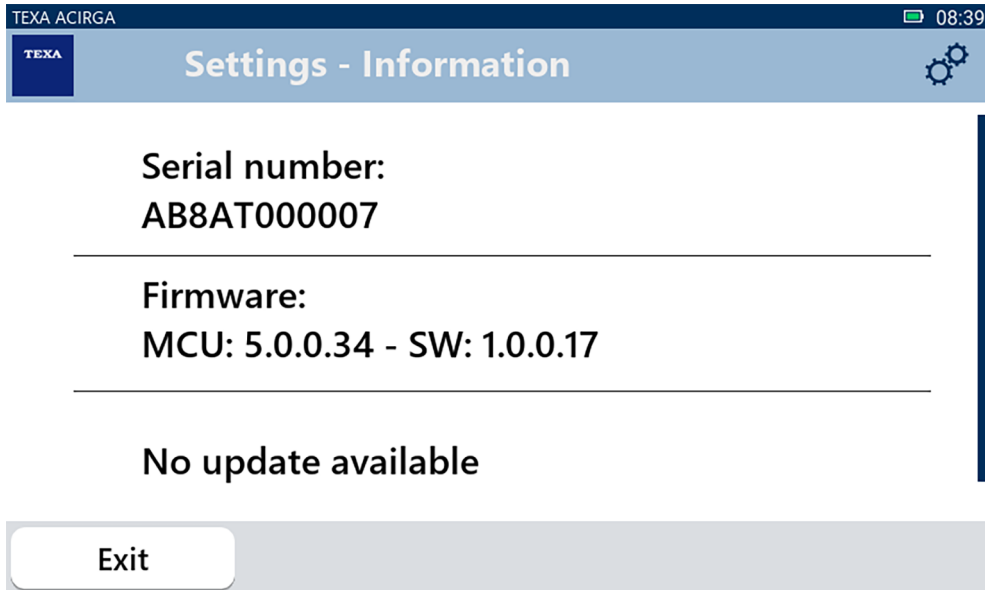 TEXA ACIRGA
08:39
TEXA
Settings - Information
Serial number:
AB8AT000007
Firmware:
MCU: 5.0.0.34 - SW: 1.0.0.17
No update available
Exit